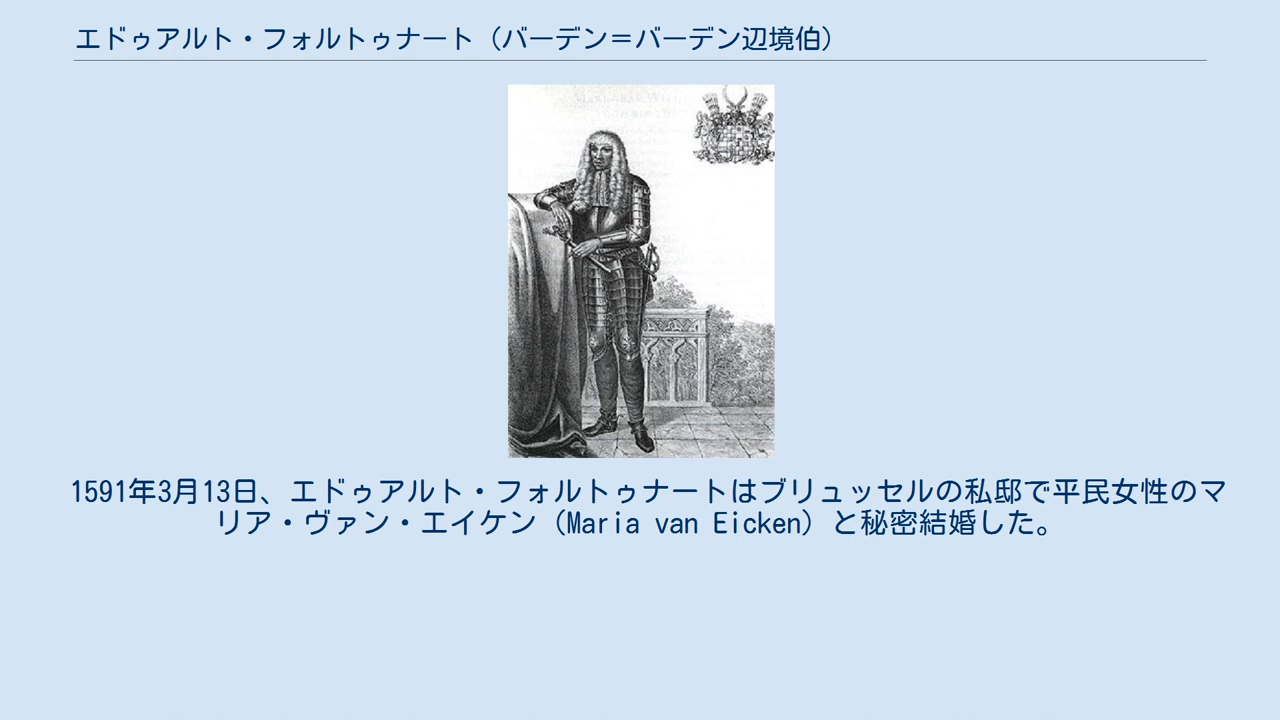 エドゥアルト・フォルトゥナート（バーデン＝バーデン辺境伯）
1591年3月13日、エドゥアルト・フォルトゥナートはブリュッセルの私邸で平民女性のマ
リア・ヴァン・エイケン（Maria van Eicken）と秘密結婚した。